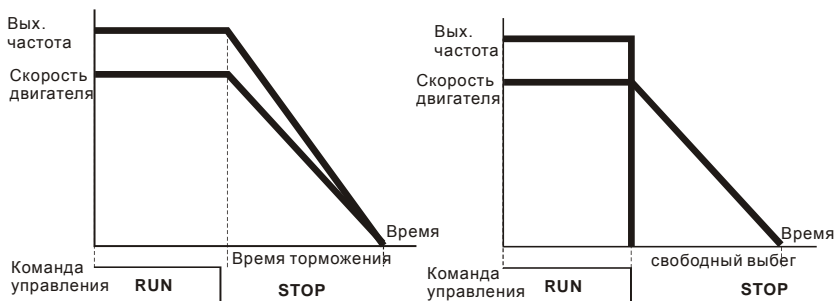 Вых.
частота
Скорость
двигателя
Время
Время торможения
Команда
управления
RUN
STOP
Вых.
частота
Скорость
двигателя
Время
свободный выбег
Команда
управления
RUN
STOP